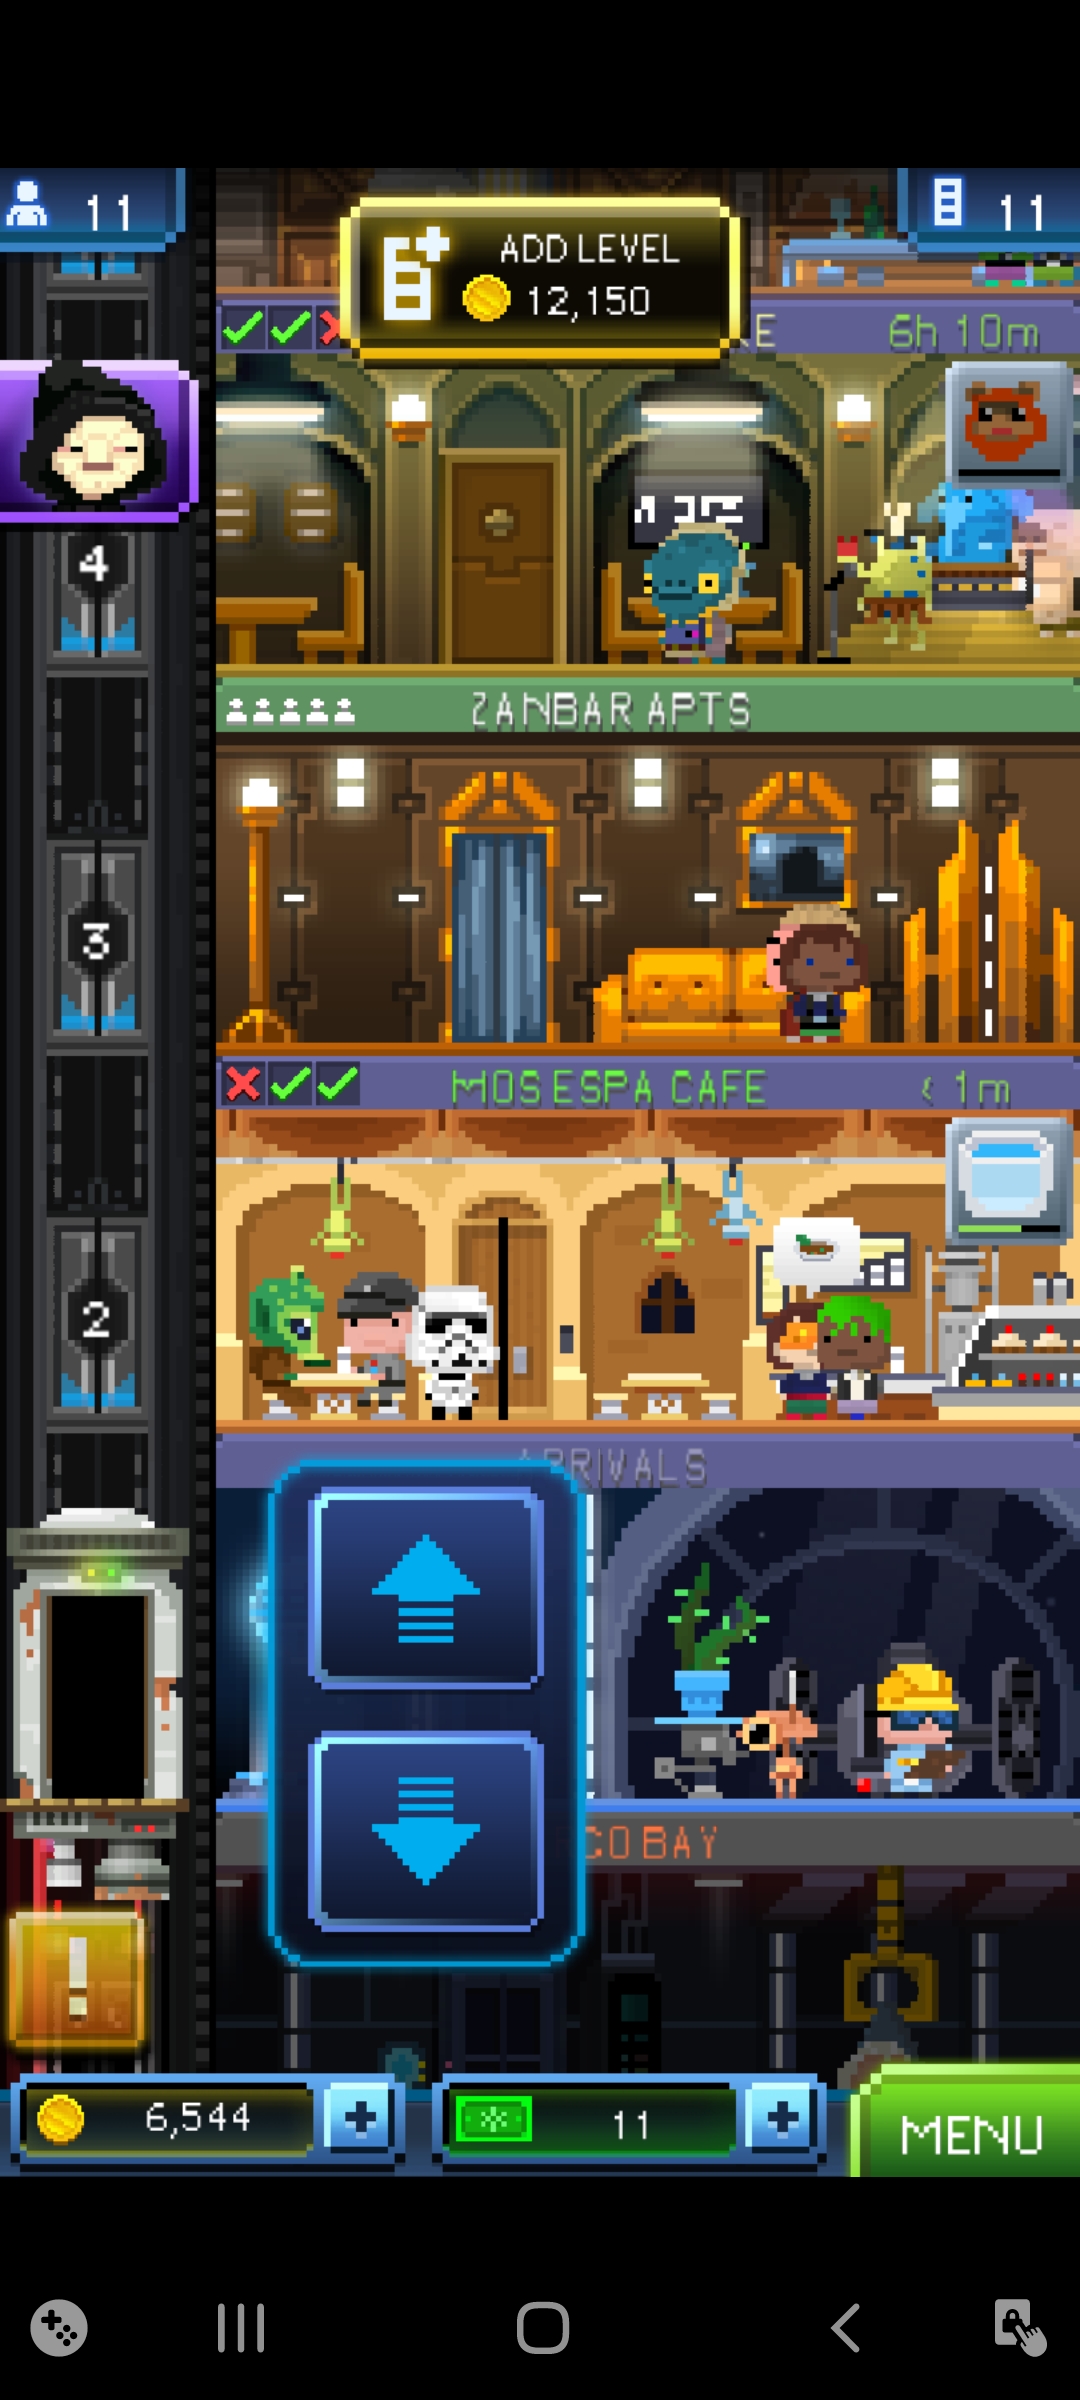 11
11
ADD LEVEL
12,150
6h 10m
4
ZANBAR APTS
3
MOS ESPA CAFE
< 1m
2
ARRIVALS
BAY
!
6,544
11
MENU